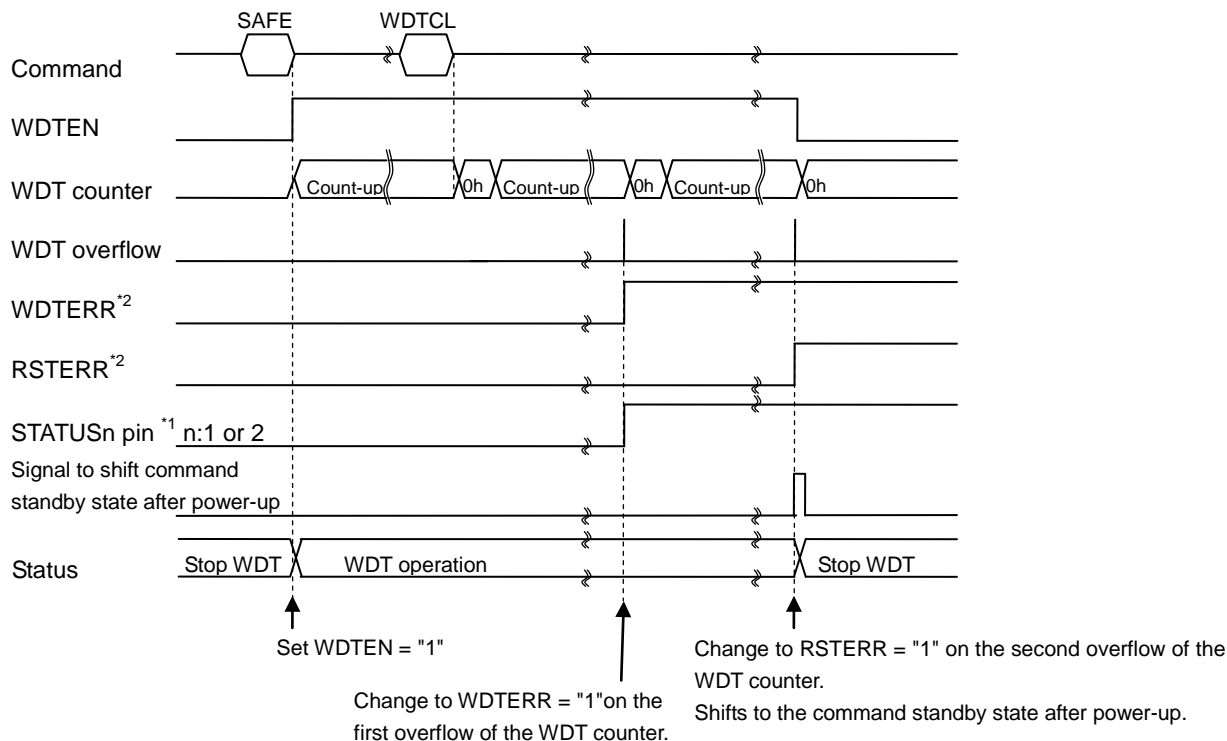 SAFE WDTCL
Command
WDTEN
WDT counter Count-up 0h Count-up 0h Count-up 0h
WDT overflow
WDTERR*2
RSTERR*2
STATUSn pin *1 n:1 or 2
Signal to shift command
standby state after power-up
Status Stop WDT WDT operation Stop WDT
Set WDTEN = "1"
Change to WDTERR = "1"on the
first overflow of the WDT counter.
Change to RSTERR = "1" on the second overflow of the
WDT counter.
Shifts to the command standby state after power-up.